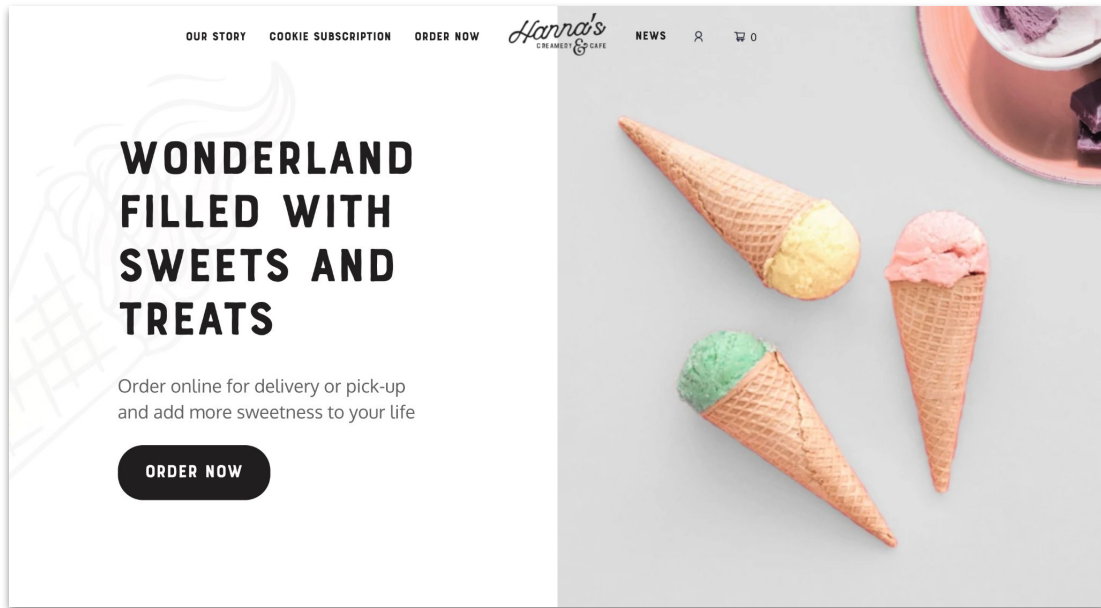 OUR STORY COOKIE SUBSCRIPTION ORDER NOW Hanna's NEWS 0
CREAMERY & CAFE
WONDERLAND
FILLED WITH
SWEETS AND
TREATS
Order online for delivery or pick-up
and add more sweetness to your life
ORDER NOW